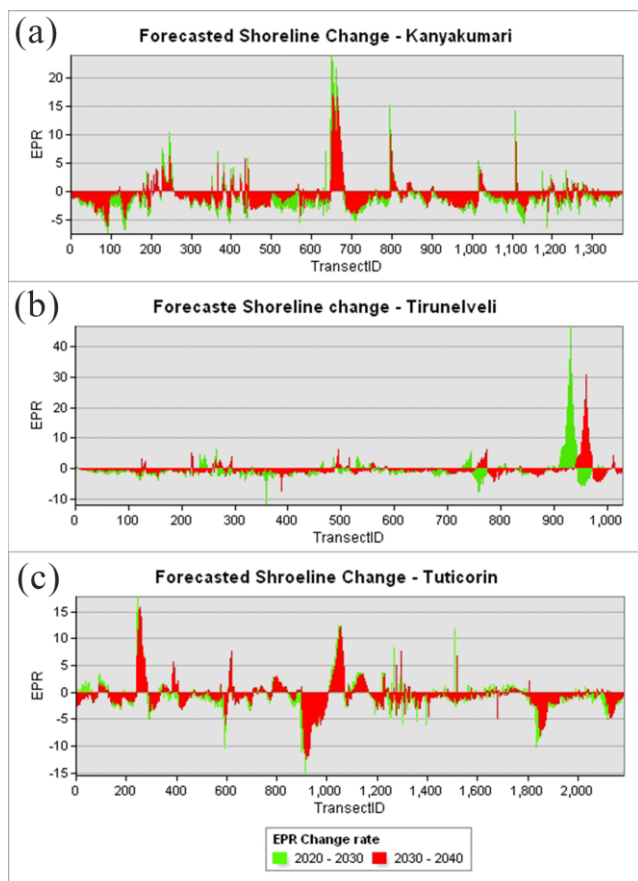 (a)
Forecasted Shoreline Change - Kanyakumari
EPR
20
15
10
5
0
-5
0 100 200 300 400 500 600 700 800 900 1,000 1,100 1,200 1,300
TransectID
(b)
Forecaste Shoreline change - Tirunelveli
EPR
40
30
20
10
0
-10
0 100 200 300 400 500 600 700 800 900 1,000
TransectID
(c)
Forecasted Shroeline Change - Tuticorin
EPR
15
10
5
0
-5
-10
-15
0 200 400 600 800 1,000 1,200 1,400 1,600 1,800 2,000
TransectID
EPR Change rate
2020 - 2030 2030 - 2040